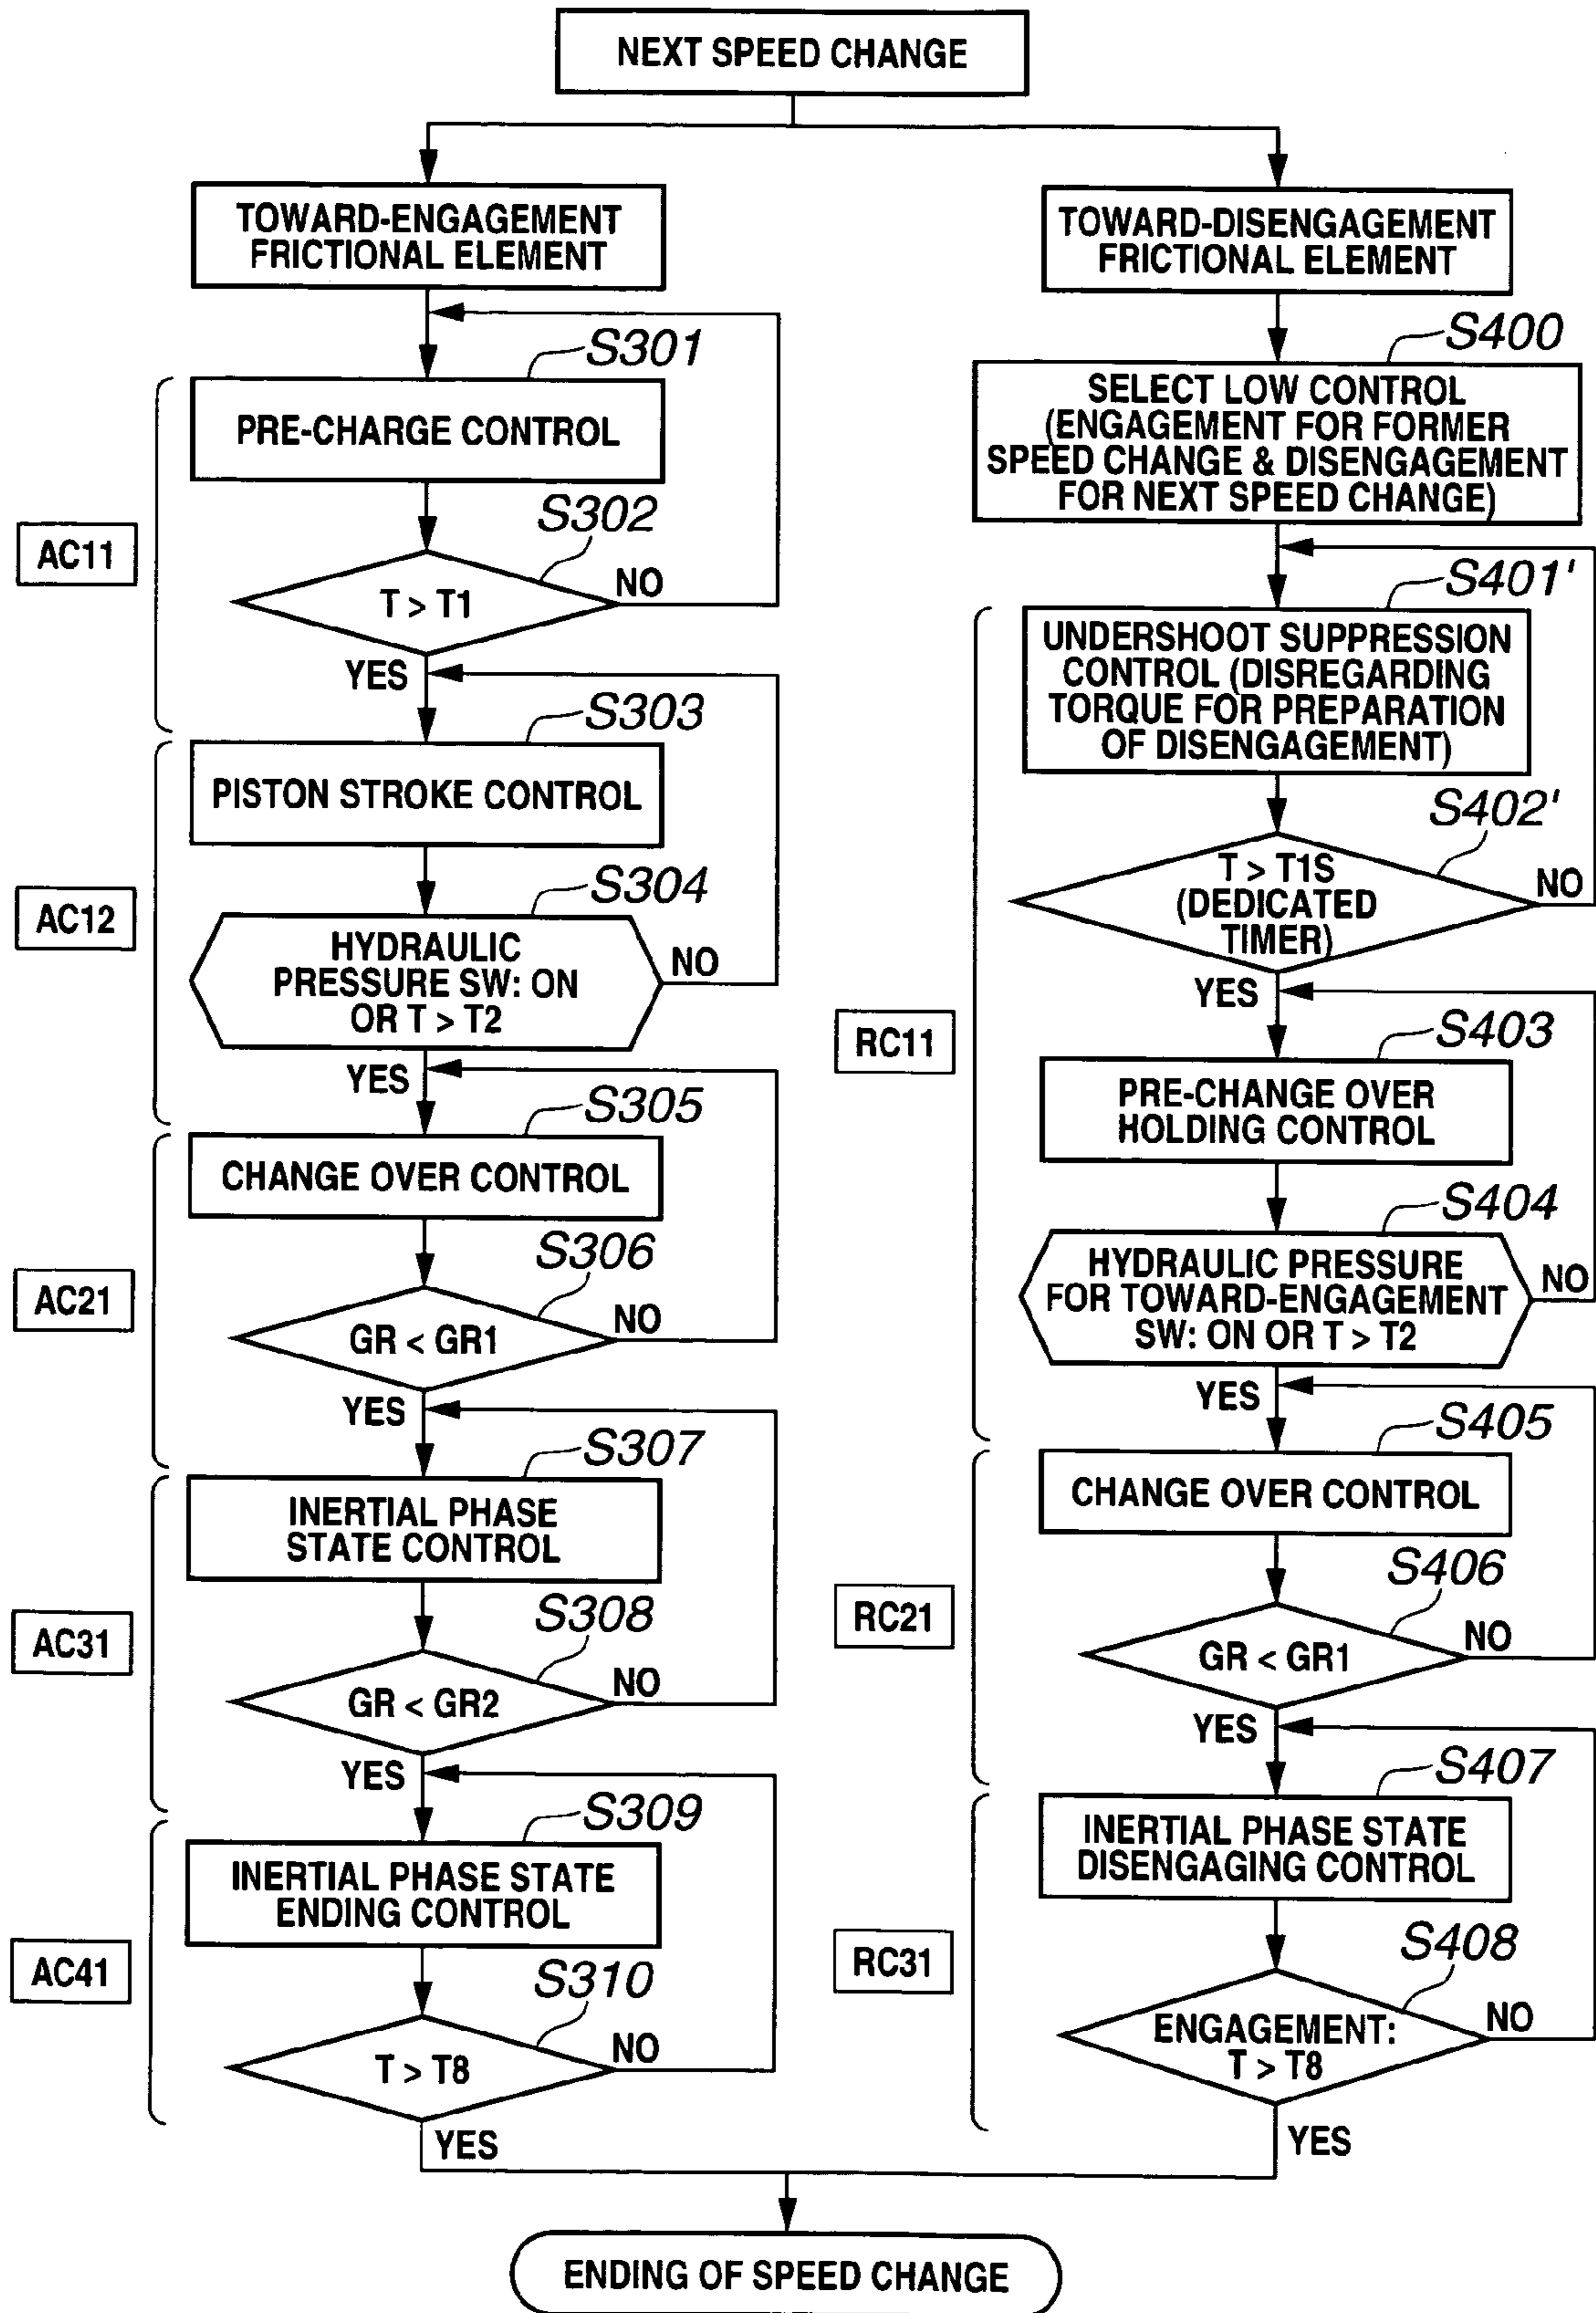 NEXT SPEED CHANGE
TOWARD-ENGAGEMENT
FRICTIONAL ELEMENT
S301
PRE-CHARGE CONTROL
S302
AC11
T > T1
NO
YES
S303
PISTON STROKE CONTROL
S304
AC12
HYDRAULIC
PRESSURE SW: ON
OR T > T2
NO
YES
S305
CHANGE OVER CONTROL
S306
AC21
GR < GR1
NO
YES
S307
INERTIAL PHASE
STATE CONTROL
S308
AC31
GR < GR2
NO
YES
S309
INERTIAL PHASE STATE
ENDING CONTROL
S310
AC41
T > T8
NO
YES
TOWARD-DISENGAGEMENT
FRICTIONAL ELEMENT
S400
SELECT LOW CONTROL
(ENGAGEMENT FOR FORMER
SPEED CHANGE & DISENGAGEMENT
FOR NEXT SPEED CHANGE)
S401'
UNDERSHOOT SUPPRESSION
CONTROL (DISREGARDING
TORQUE FOR PREPARATION
OF DISENGAGEMENT)
S402'
T > T1S
(DEDICATED
TIMER)
NO
YES
RC11
S403
PRE-CHANGE OVER
HOLDING CONTROL
S404
HYDRAULIC PRESSURE
FOR TOWARD-ENGAGEMENT
SW: ON OR T > T2
NO
YES
S405
CHANGE OVER CONTROL
S406
RC21
GR < GR1
NO
YES
S407
INERTIAL PHASE STATE
DISENGAGING CONTROL
S408
RC31
ENGAGEMENT:
T > T8
NO
YES
ENDING OF SPEED CHANGE